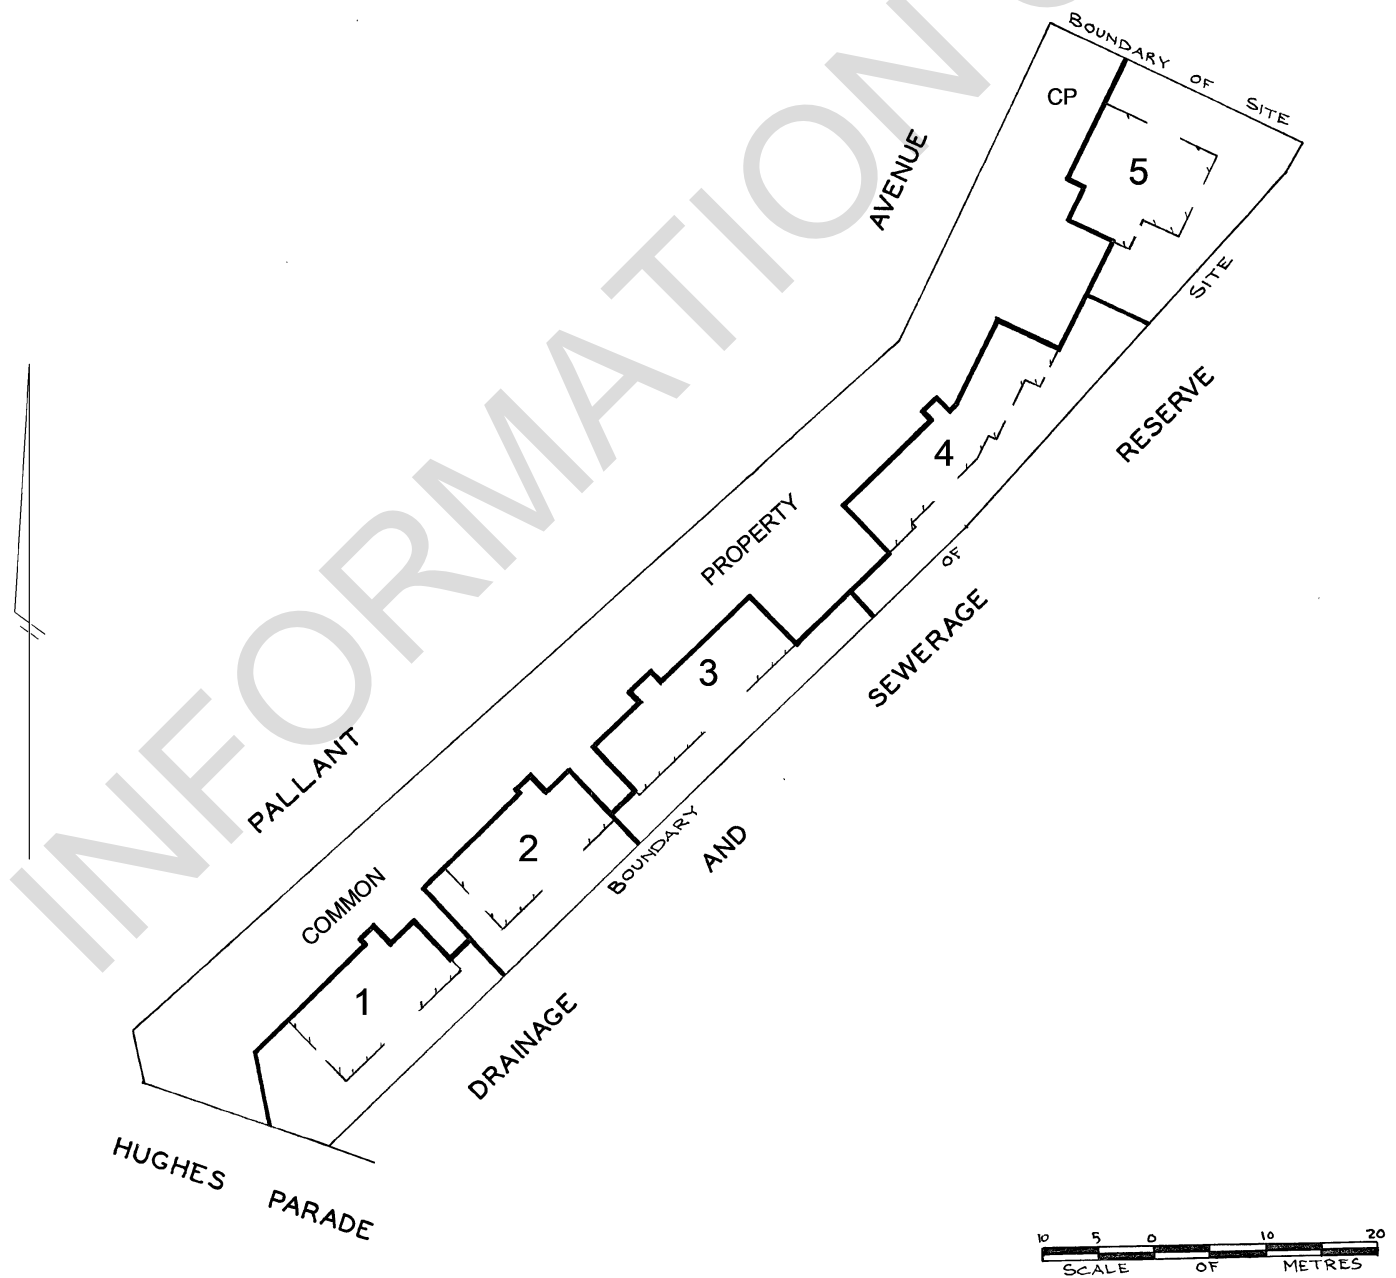 BOUNDARY OF SITE
CP
AVENUE
5
SITE
RESERVE
4
OF
PROPERTY
SEWERAGE
3
PALLANT
BOUNDARY
AND
2
COMMON
1
DRAINAGE
HUGHES PARADE
10 5 0 10 20
SCALE OF METRES
INFORMATION O